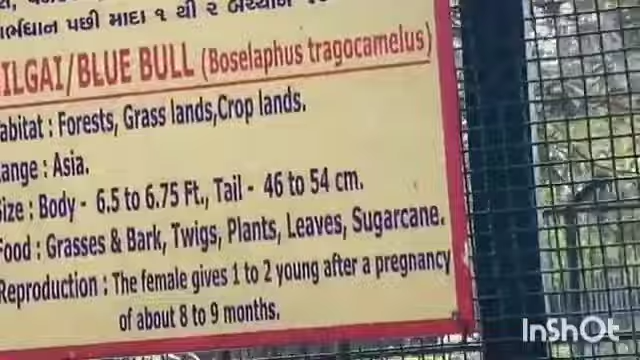 ગર્ભધાન પછી માદા ૧ થી ૨ બચ્ચાંને
ILGAI/BLUE BULL (Boselaphus tragocamelus)
abitat : Forests, Grass lands,Crop lands.
ange : Asia.
Size : Body - 6.5 to 6.75 Ft., Tail - 46 to 54 cm.
Food : Grasses & Bark, Twigs, Plants, Leaves, Sugarcane.
Reproduction : The female gives 1 to 2 young after a pregnancy
of about 8 to 9 months.
InShOt